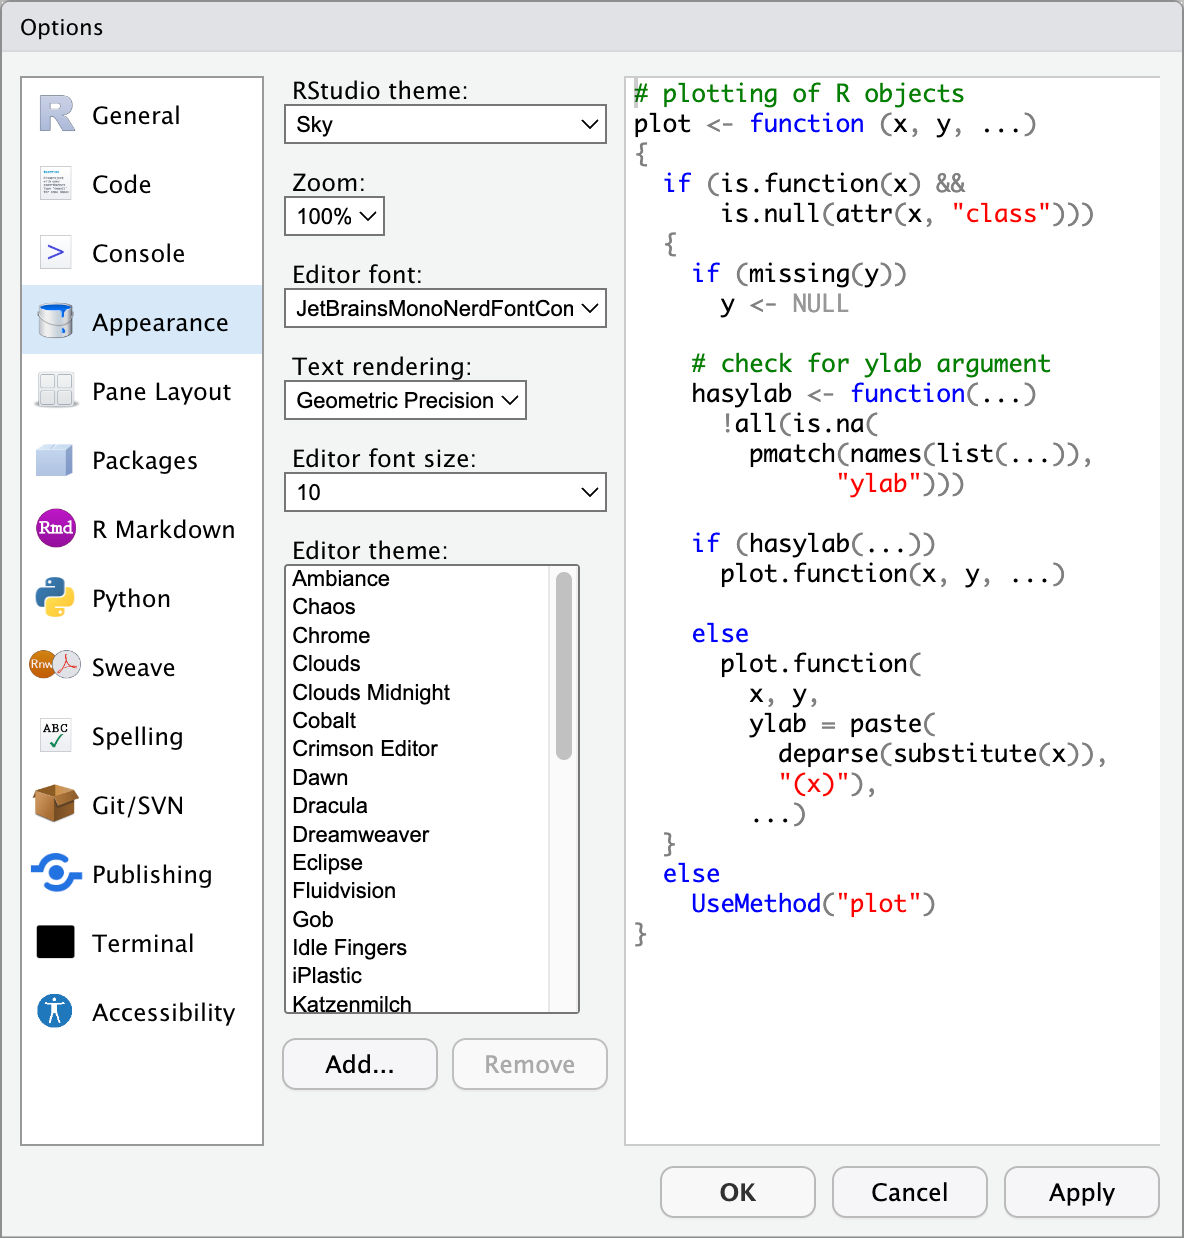 Options
General
Code
Console
Appearance
Pane Layout
Packages
R Markdown
Python
Sweave
Spelling
Git/SVN
Publishing
Terminal
Accessibility
R
>
Rmd
Rnw
ABC
RStudio theme:
Sky
Zoom:
100%
Editor font:
JetBrainsMonoNerdFontCon
Text rendering:
Geometric Precision
Editor font size:
10
Editor theme:
Ambiance
Chaos
Chrome
Clouds
Clouds Midnight
Cobalt
Crimson Editor
Dawn
Dracula
Dreamweaver
Eclipse
Fluidvision
Gob
Idle Fingers
iPlastic
Katzenmilch
Add...
Remove
# plotting of R objects
plot <- function (x, y, ...)
{
  if (is.function(x) &&
      is.null(attr(x, "class")))
  {
    if (missing(y))
      y <- NULL

    # check for ylab argument
    hasylab <- function(...)
      !all(is.na(
        pmatch(names(list(...)),
              "ylab")))

    if (hasylab(...))
      plot.function(x, y, ...)

    else
      plot.function(
        x, y,
        ylab = paste(
          deparse(substitute(x)),
          "(x)"),
        ...)
  }
  else
    UseMethod("plot")
}
OK
Cancel
Apply